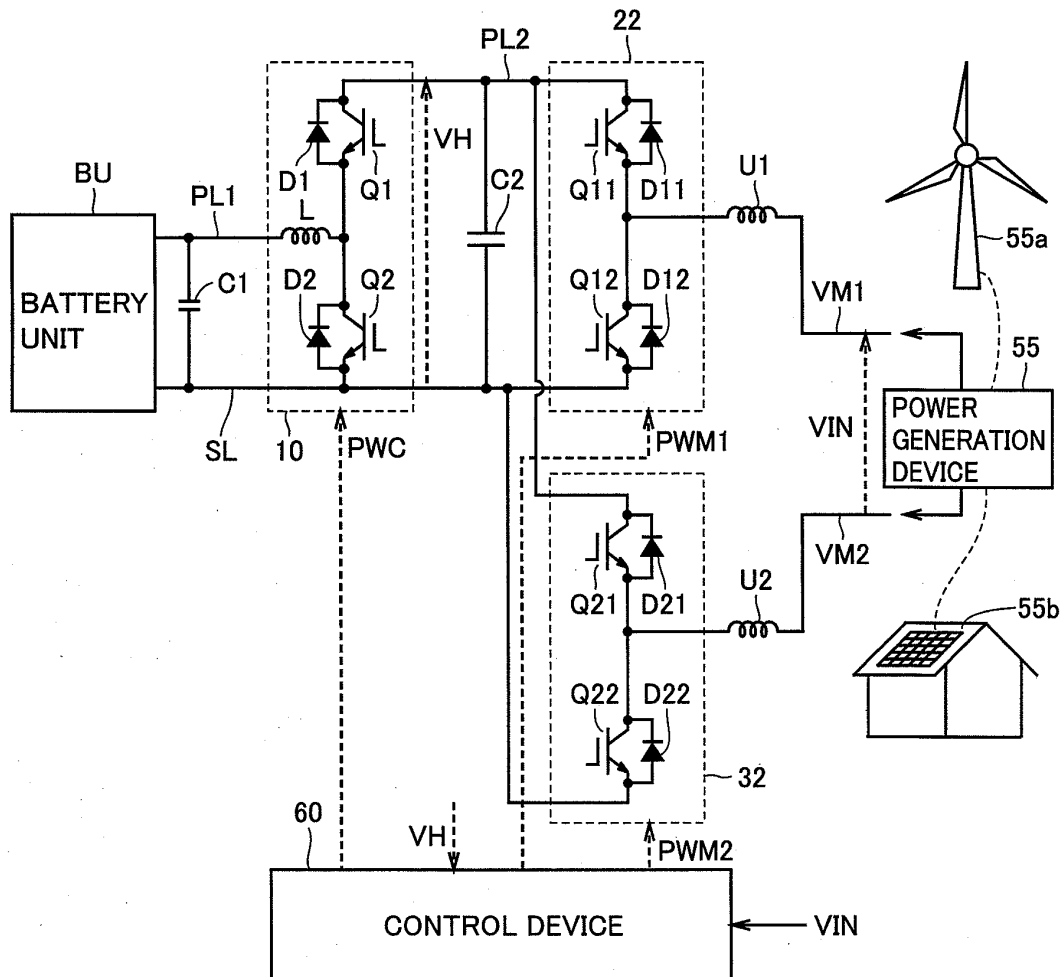 22
PL2
VH
D1
Q1
C2
Q11
D11
U1
BU
PL1
L
55a
C1
D2
Q2
Q12
D12
VM1
BATTERY
UNIT
55
VIN
POWER
GENERATION
DEVICE
SL
10
PWC
PWM1
VM2
Q21
D21
U2
55b
Q22
D22
32
60
VH
PWM2
CONTROL DEVICE
VIN